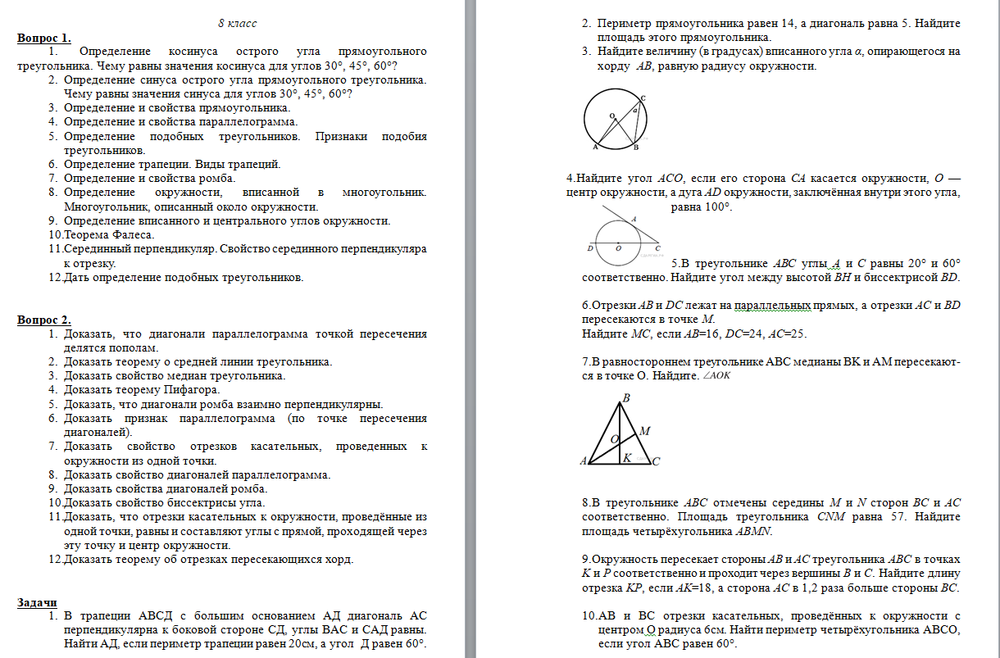 8 класс
Вопрос 1.
1. Определение косинуса острого угла прямоугольного
треугольника. Чему равны значения косинуса для углов 30°, 45°, 60°?
2. Определение синуса острого угла прямоугольного треугольника.
Чему равны значения синуса для углов 30°, 45°, 60°?
3. Определение и свойства прямоугольника.
4. Определение и свойства параллелограмма.
5. Определение подобных треугольников. Признаки подобия
треугольников.
6. Определение трапеции. Виды трапеций.
7. Определение и свойства ромба.
8. Определение окружности, вписанной в многоугольник.
Многоугольник, описанный около окружности.
9. Определение вписанного и центрального углов окружности.
10.Теорема Фалеса.
11.Серединный перпендикуляр. Свойство серединного перпендикуляра
к отрезку.
12.Дать определение подобных треугольников.
Вопрос 2.
1. Доказать, что диагонали параллелограмма точкой пересечения
делятся пополам.
2. Доказать теорему о средней линии треугольника.
3. Доказать свойство медиан треугольника.
4. Доказать теорему Пифагора.
5. Доказать, что диагонали ромба взаимно перпендикулярны.
6. Доказать признак параллелограмма (по точке пересечения
диагоналей).
7. Доказать свойство отрезков касательных, проведенных к
окружности из одной точки.
8. Доказать свойство диагоналей параллелограмма.
9. Доказать свойства диагоналей ромба.
10.Доказать свойство биссектрисы угла.
11.Доказать, что отрезки касательных к окружности, проведённые из
одной точки, равны и составляют углы с прямой, проходящей через
эту точку и центр окружности.
12.Доказать теорему об отрезках пересекающихся хорд.
Задачи
1. В трапеции АВСД с большим основанием АД диагональ АС
перпендикулярна к боковой стороне СД, углы ВАС и САД равны.
Найти АД, если периметр трапеции равен 20см, а угол Д равен 60°.
2. Периметр прямоугольника равен 14, а диагональ равна 5. Найдите
площадь этого прямоугольника.
3. Найдите величину (в градусах) вписанного угла α, опирающегося на
хорду AB, равную радиусу окружности.
C
α
O
A
B
4.Найдите угол ACO, если его сторона CA касается окружности, O —
центр окружности, а дуга AD окружности, заключённая внутри этого угла,
равна 100°.
A
D
O
C
5.В треугольнике ABC углы A и C равны 20° и 60°
соответственно. Найдите угол между высотой BH и биссектрисой BD.
6.Отрезки AB и DC лежат на параллельных прямых, а отрезки AC и BD
пересекаются в точке M.
Найдите MC, если AB=16, DC=24, AC=25.
7.В равностороннем треугольнике ABC медианы BK и AM пересекают-
ся в точке O. Найдите. ∠AOK
B
M
O
A
K
C
8.В треугольнике ABC отмечены середины M и N сторон BC и AC
соответственно. Площадь треугольника CNM равна 57. Найдите
площадь четырёхугольника ABMN.
9.Окружность пересекает стороны AB и AC треугольника ABC в точках
K и P соответственно и проходит через вершины B и C. Найдите длину
отрезка KP, если AK=18, а сторона AC в 1,2 раза больше стороны BC.
10.АВ и ВС отрезки касательных, проведённых к окружности с
центром О радиуса 6см. Найти периметр четырёхугольника АВСО,
если угол АВС равен 60°.